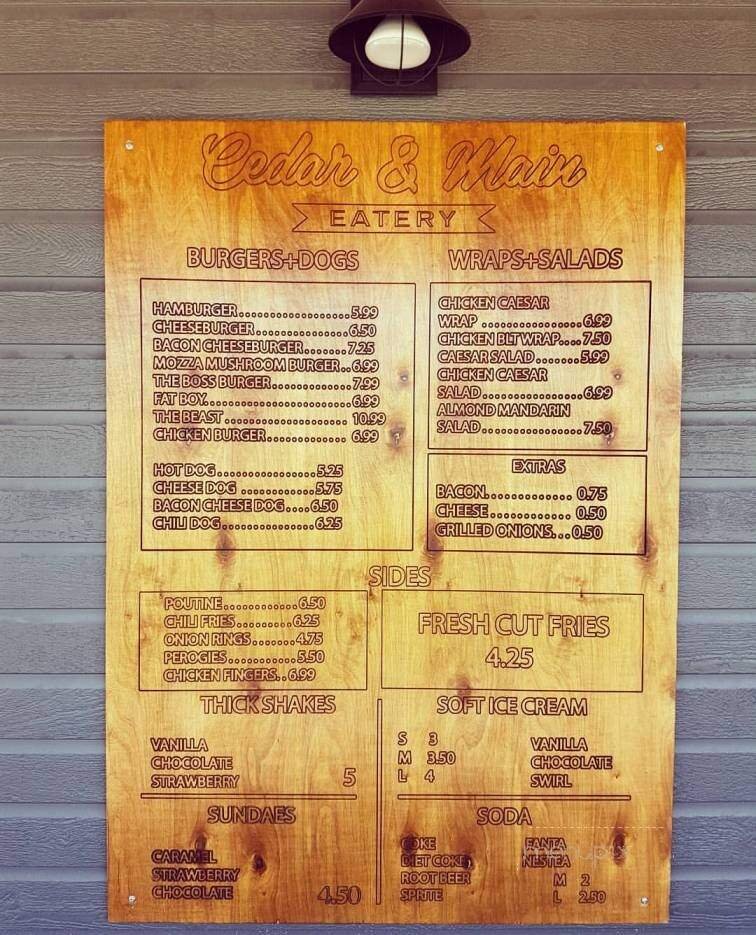 Cedar & Main
EATERY
BURGERS+DOGS
HAMBURGER..................5.99
CHEESEBURGER...............6.50
BACON CHEESEBURGER.......7.25
MOZZA MUSHROOM BURGER..6.99
THE BOSS BURGER.............7.99
FAT BOY.......................6.99
THE BEAST.................... 10.99
CHICKEN BURGER.............. 6.99
HOT DOG.................5.25
CHEESE DOG .............5.75
BACON CHEESE DOG....6.50
CHILI DOG................6.25
WRAPS+SALADS
CHICKEN CAESAR
WRAP .................6.99
CHICKEN BLT WRAP....7.50
CAESAR SALAD........5.99
CHICKEN CAESAR
SALAD.................6.99
ALMOND MANDARIN
SALAD.................7.50
EXTRAS
BACON.............. 0.75
CHEESE............. 0.50
GRILLED ONIONS...0.50
SIDES
POUTINE.............6.50
CHILI FRIES..........6.25
ONION RINGS........4.75
PEROGIES............5.50
CHICKEN FINGERS..6.99
FRESH CUT FRIES
4.25
THICK SHAKES
VANILLA
CHOCOLATE
STRAWBERRY 5
SOFT ICE CREAM
S 3
M 3.50
L 4
VANILLA
CHOCOLATE
SWIRL
SUNDAES
CARAMEL
STRAWBERRY
CHOCOLATE 4.50
SODA
COKE
DIET COKE
ROOT BEER
SPRITE
FANTA
NESTEA
M 2
L 2.50